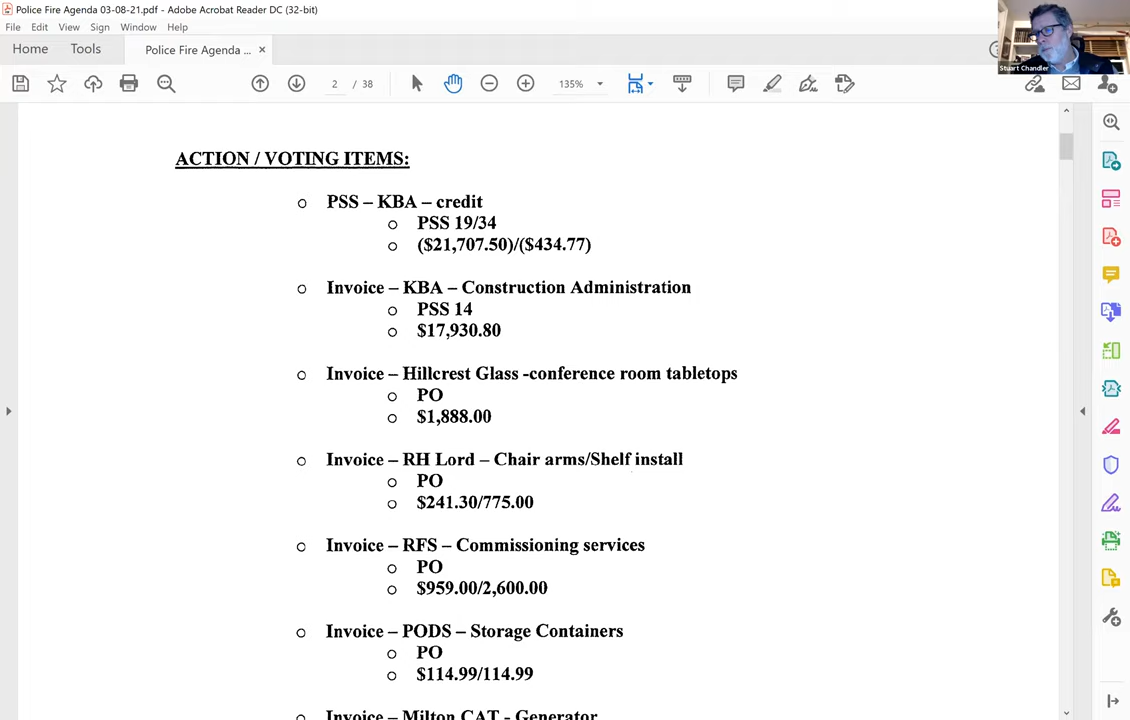 Police Fire Agenda 03-08-21.pdf - Adobe Acrobat Reader DC (32-bit)
File Edit View Sign Window Help
Home Tools Police Fire Agenda ... ×
2 / 38 135%
Stuart Chandler
ACTION / VOTING ITEMS:
o PSS – KBA – credit
o PSS 19/34
o ($21,707.50)/($434.77)
o Invoice – KBA – Construction Administration
o PSS 14
o $17,930.80
o Invoice – Hillcrest Glass -conference room tabletops
o PO
o $1,888.00
o Invoice – RH Lord – Chair arms/Shelf install
o PO
o $241.30/775.00
o Invoice – RFS – Commissioning services
o PO
o $959.00/2,600.00
o Invoice – PODS – Storage Containers
o PO
o $114.99/114.99
o Invoice – Milton CAT - Generator